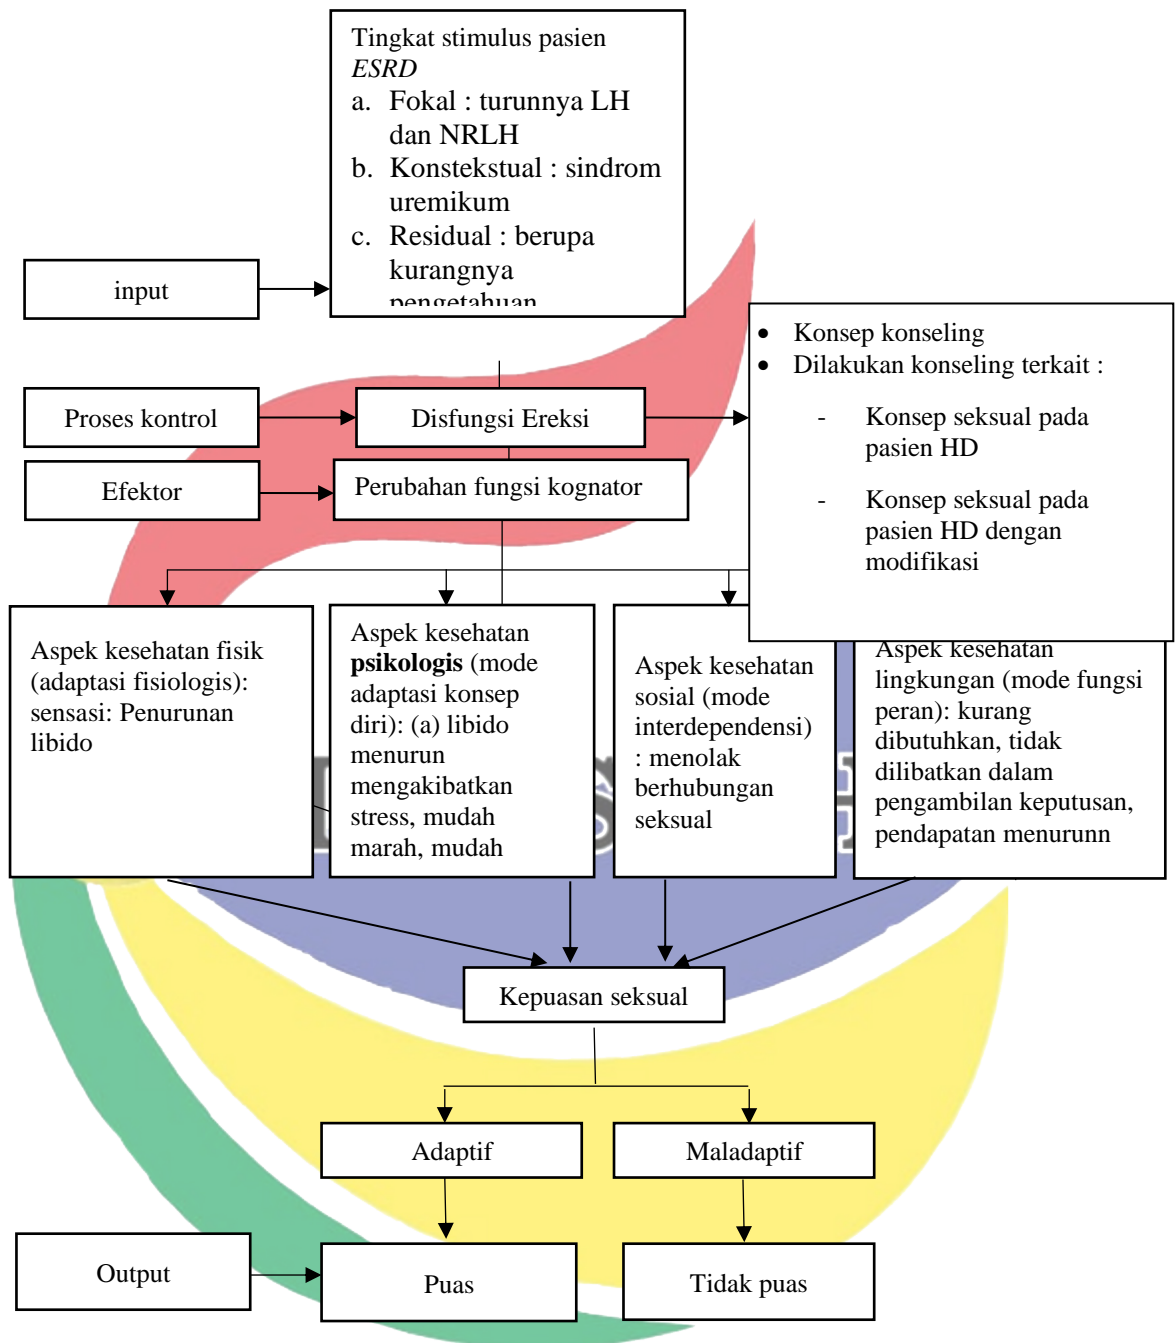 Tingkat stimulus pasien
ESRD
a. Fokal : turunnya LH
dan NRLH
b. Konstekstual : sindrom
uremikum
c. Residual : berupa
kurangnya
pengetahuan
input
• Konsep konseling
• Dilakukan konseling terkait :
- Konsep seksual pada
pasien HD
- Konsep seksual pada
pasien HD dengan
modifikasi
Proses kontrol
Disfungsi Ereksi
Efektor
Perubahan fungsi kognator
Aspek kesehatan fisik
(adaptasi fisiologis):
sensasi: Penurunan
libido
Aspek kesehatan
psikologis (mode
adaptasi konsep
diri): (a) libido
menurun
mengakibatkan
stress, mudah
marah, mudah
Aspek kesehatan
sosial (mode
interdependensi)
: menolak
berhubungan
seksual
Aspek kesehatan
lingkungan (mode fungsi
peran): kurang
dibutuhkan, tidak
dilibatkan dalam
pengambilan keputusan,
pendapatan menurunn
Kepuasan seksual
Adaptif
Maladaptif
Output
Puas
Tidak puas